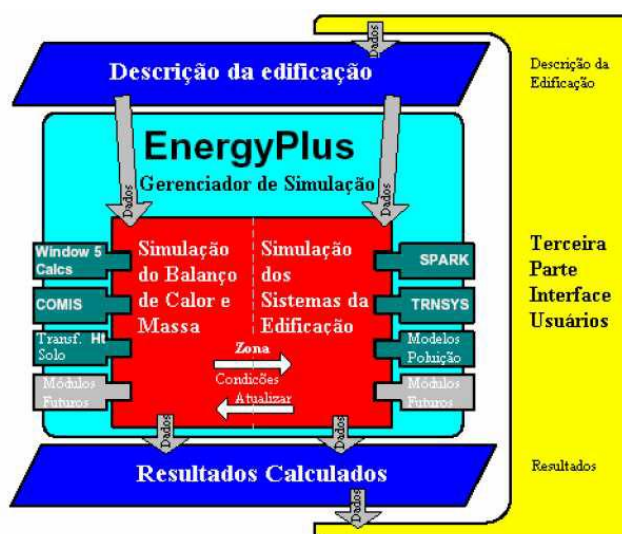 Dados
Descrição da edificação
Descrição da
Edificação
EnergyPlus
Gerenciador de Simulação
Dados
Dados
Window 5
Calcs
COMIS
Transf. Ht
Solo
Módulos
Futuros
Simulação
do Balanço
de Calor e
Massa
Simulação
dos
Sistemas da
Edificação
Zona
Condições
Atualizar
SPARK
TRNSYS
Modelos
Poluição
Módulos
Futuros
Terceira
Parte
Interface
Usuários
Dados
Dados
Resultados Calculados
Resultados
Dados